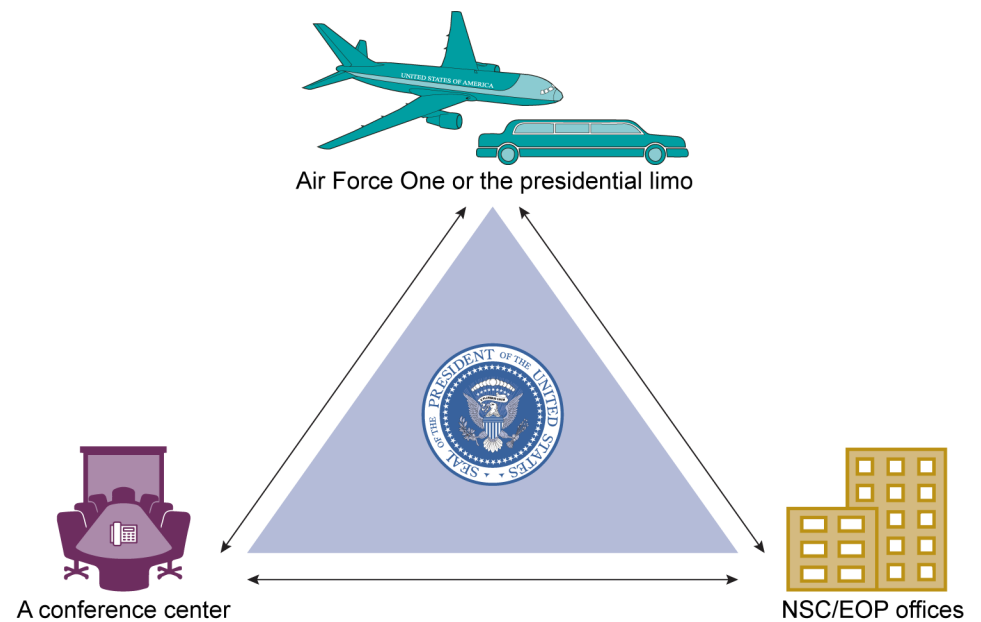 UNITED STATES OF AMERICA
Air Force One or the presidential limo
SEAL OF THE PRESIDENT OF THE UNITED STATES
A conference center
NSC/EOP offices